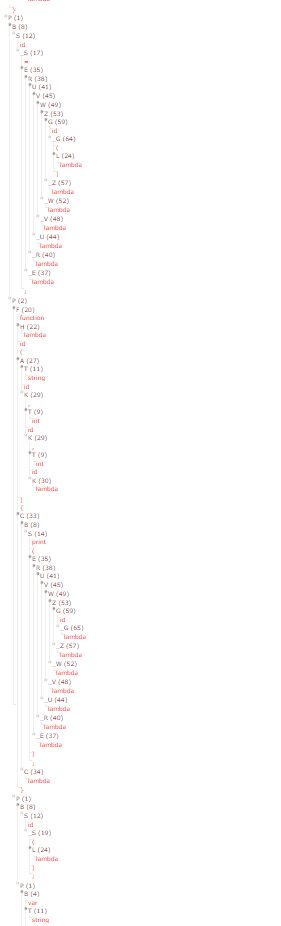 }
P (1)
B (8)
S (12)
id
_S (17)
=
E (35)
R (38)
U (41)
V (45)
W (49)
Z (53)
G (59)
id
_G (64)
(
L (24)
lambda
)
_Z (57)
lambda
_W (52)
lambda
_V (48)
lambda
_U (44)
lambda
_R (40)
lambda
_E (37)
lambda
;
P (2)
F (20)
function
H (22)
lambda
id
(
A (27)
T (11)
string
id
K (29)
,
T (9)
int
id
K (29)
,
T (9)
int
id
K (30)
lambda
)
{
C (33)
B (8)
S (14)
print
(
E (35)
R (38)
U (41)
V (45)
W (49)
Z (53)
G (59)
id
_G (65)
lambda
_Z (57)
lambda
_W (52)
lambda
_V (48)
lambda
_U (44)
lambda
_R (40)
lambda
_E (37)
lambda
)
;
C (34)
lambda
}
P (1)
B (8)
S (12)
id
_S (19)
(
L (24)
lambda
)
;
P (1)
B (4)
var
T (11)
string